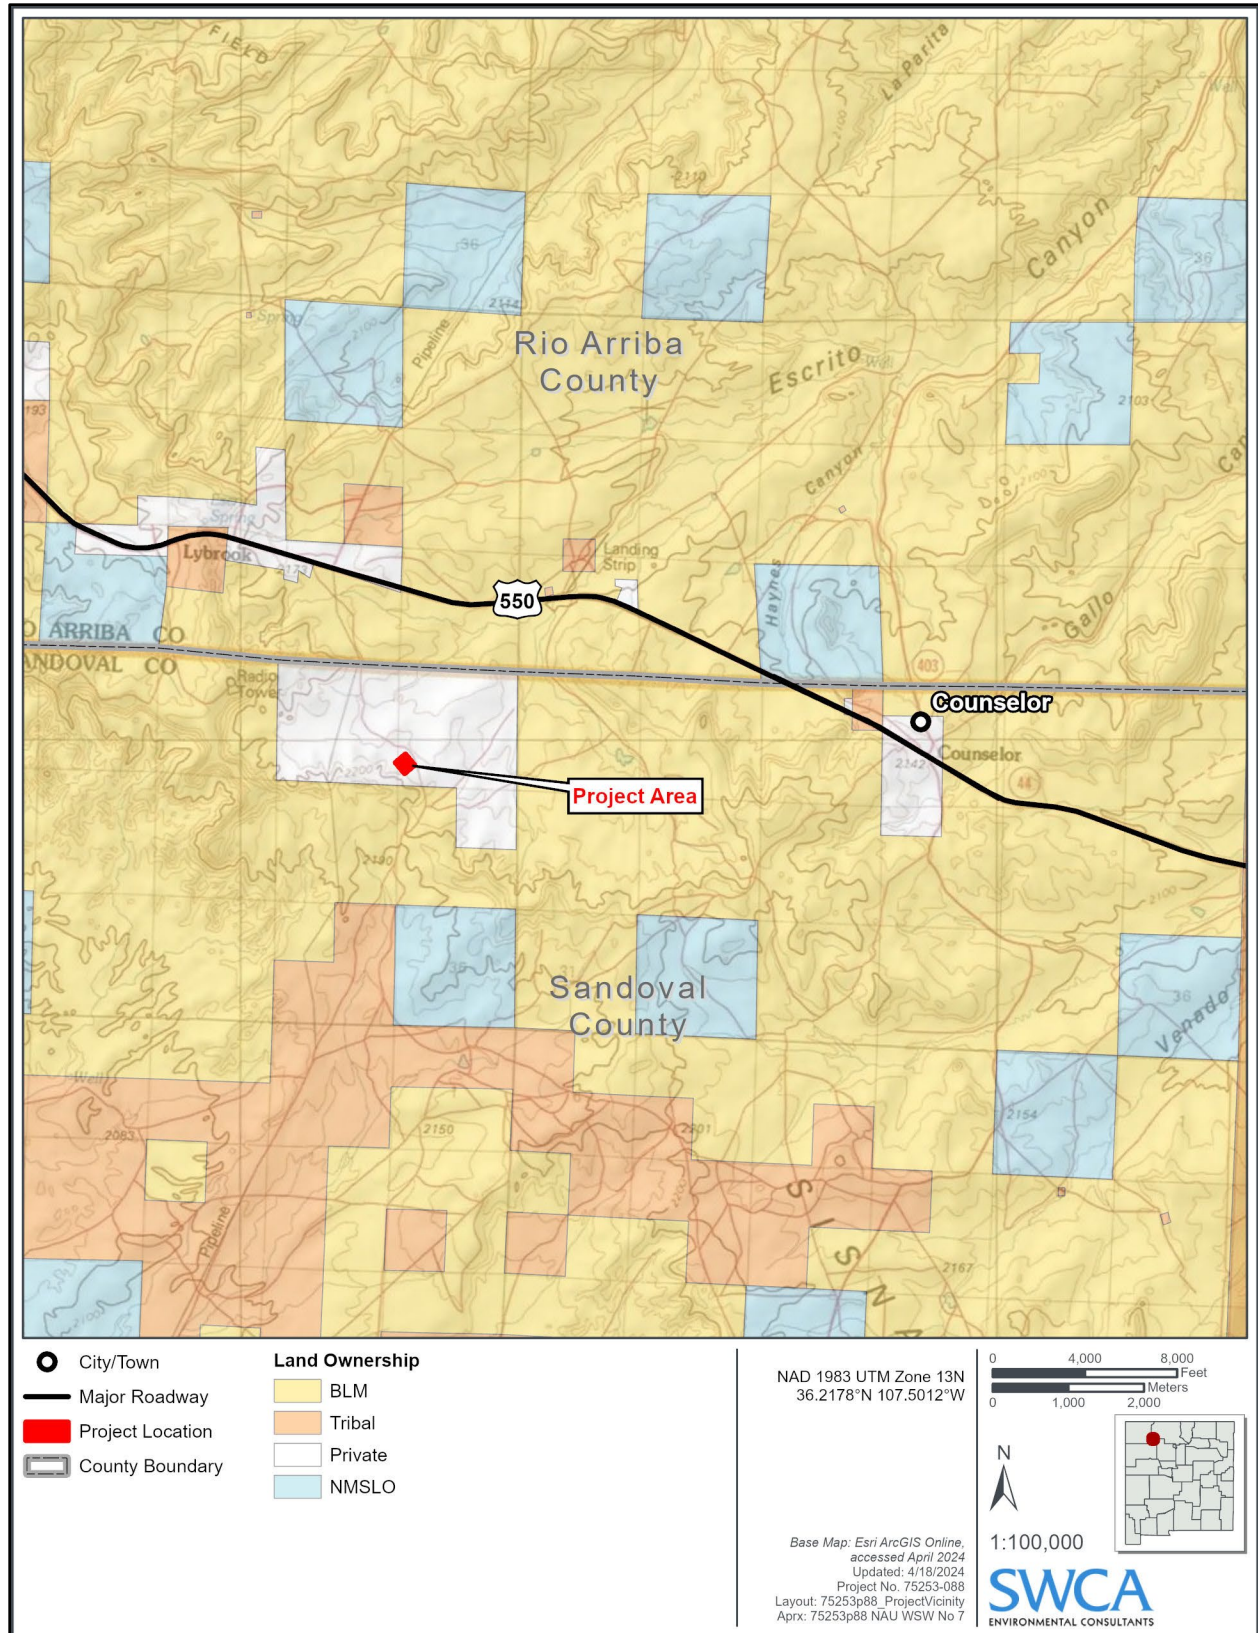 FIELD
La Parita
Well
2100
2110
36
Canyon
36
2114
Spring
2100
Pipeline
Rio Arriba
County
Escrito
Well
2103
2193
Canyon
Spring
Lybrook
2173
Landing
Strip
550
Haynes
Gallo
O ARRIBA CO
ANDOVAL CO
403
Radio
Tower
Counselor
Counselor
2142
44
2200
Project Area
2190
2100
36
31
Sandoval
County
36
Venado
Well
2083
2150
2154
2201
2200
Pipeline
S I S N A
2167
2100
City/Town
Major Roadway
Project Location
County Boundary
Land Ownership
BLM
Tribal
Private
NMSLO
NAD 1983 UTM Zone 13N
36.2178°N 107.5012°W
Base Map: Esri ArcGIS Online,
accessed April 2024
Updated: 4/18/2024
Project No. 75253-088
Layout: 75253p88_ProjectVicinity
Aprx: 75253p88 NAU WSW No 7
0 4,000 8,000
Feet
Meters
0 1,000 2,000
N
1:100,000
SWCA
ENVIRONMENTAL CONSULTANTS